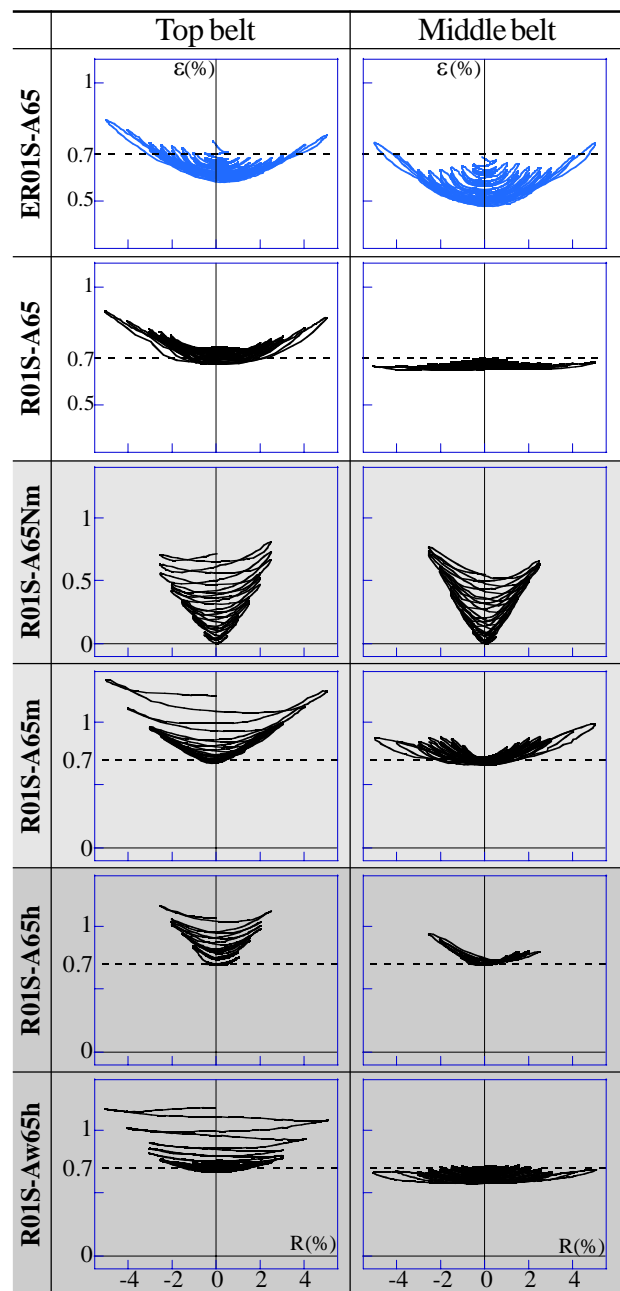 Top belt Middle belt
ER01S-A65
ε(%) ε(%)
1
0.7
0.5
R01S-A65
1
0.7
0.5
R01S-A65Nm
1
0.5
0
R01S-A65m
1
0.7
0
R01S-A65h
1
0.7
0
R01S-Aw65h
1
0.7
0
R(%) R(%)
-4 -2 0 2 4 -4 -2 0 2 4